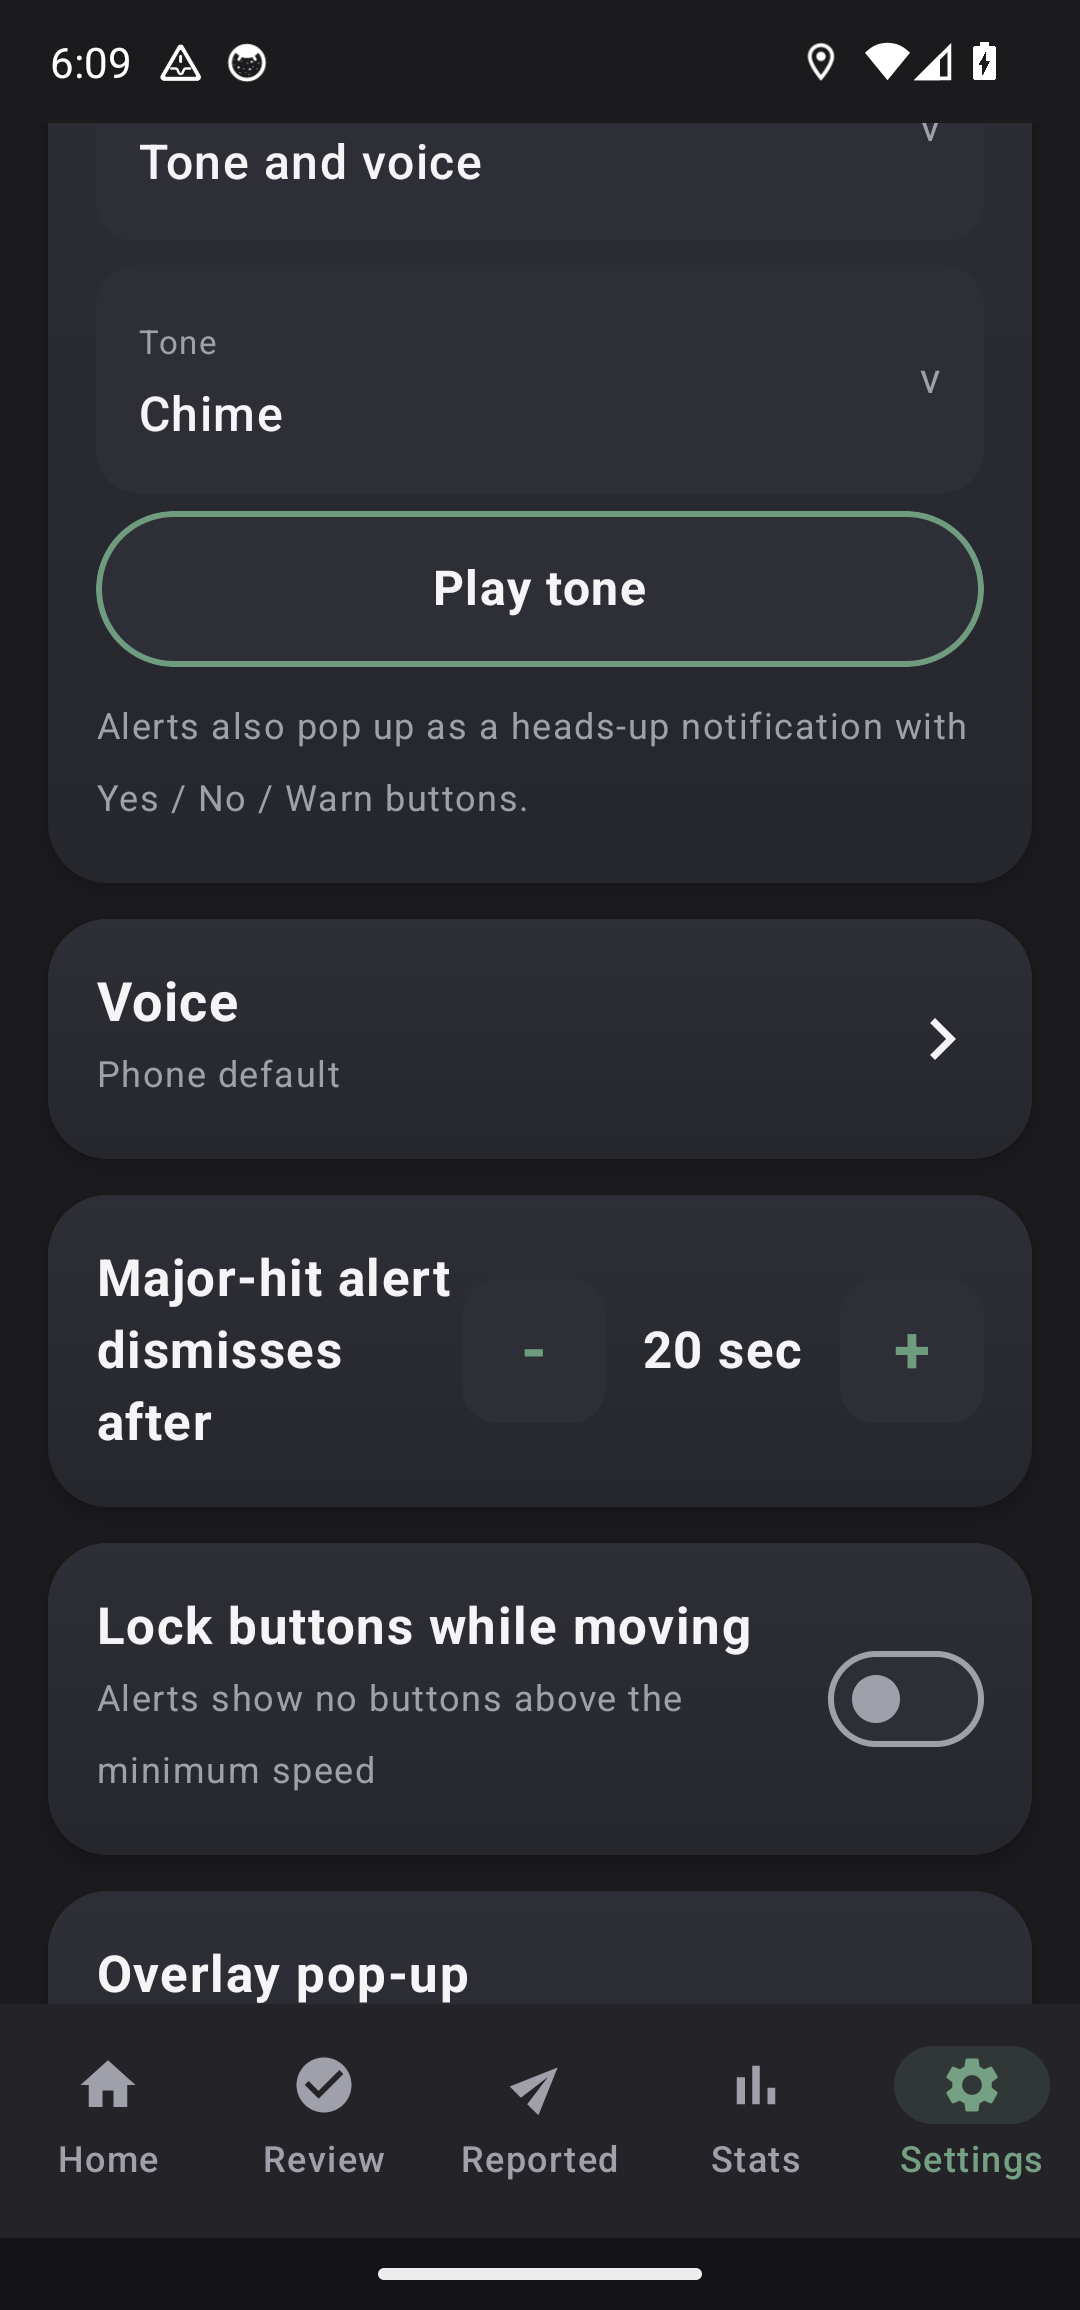 6:09
Tone and voice
v
Tone
Chime
v
Play tone
Alerts also pop up as a heads-up notification with
Yes / No / Warn buttons.
Voice
Phone default
Major-hit alert
dismisses
after
- 20 sec +
Lock buttons while moving
Alerts show no buttons above the
minimum speed
Overlay pop-up
Home Review Reported Stats Settings